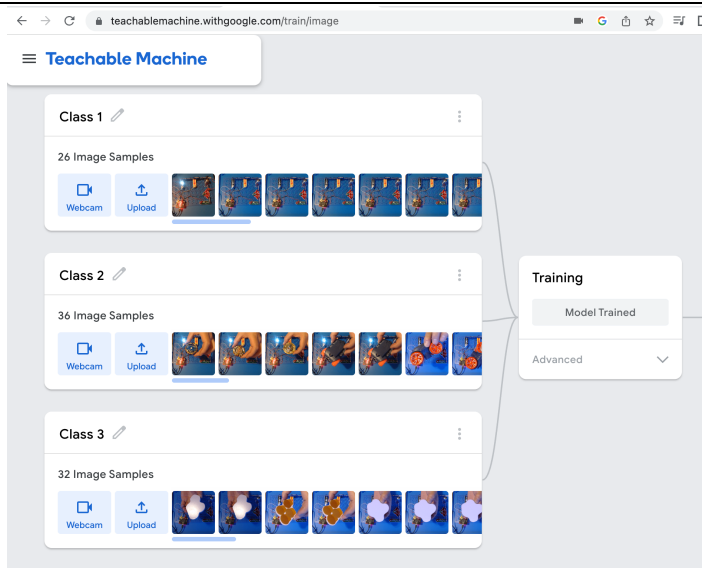 teachablemachine.withgoogle.com/train/image
Teachable Machine
Class 1
26 Image Samples
Webcam
Upload
Class 2
36 Image Samples
Webcam
Upload
Class 3
32 Image Samples
Webcam
Upload
Training
Model Trained
Advanced